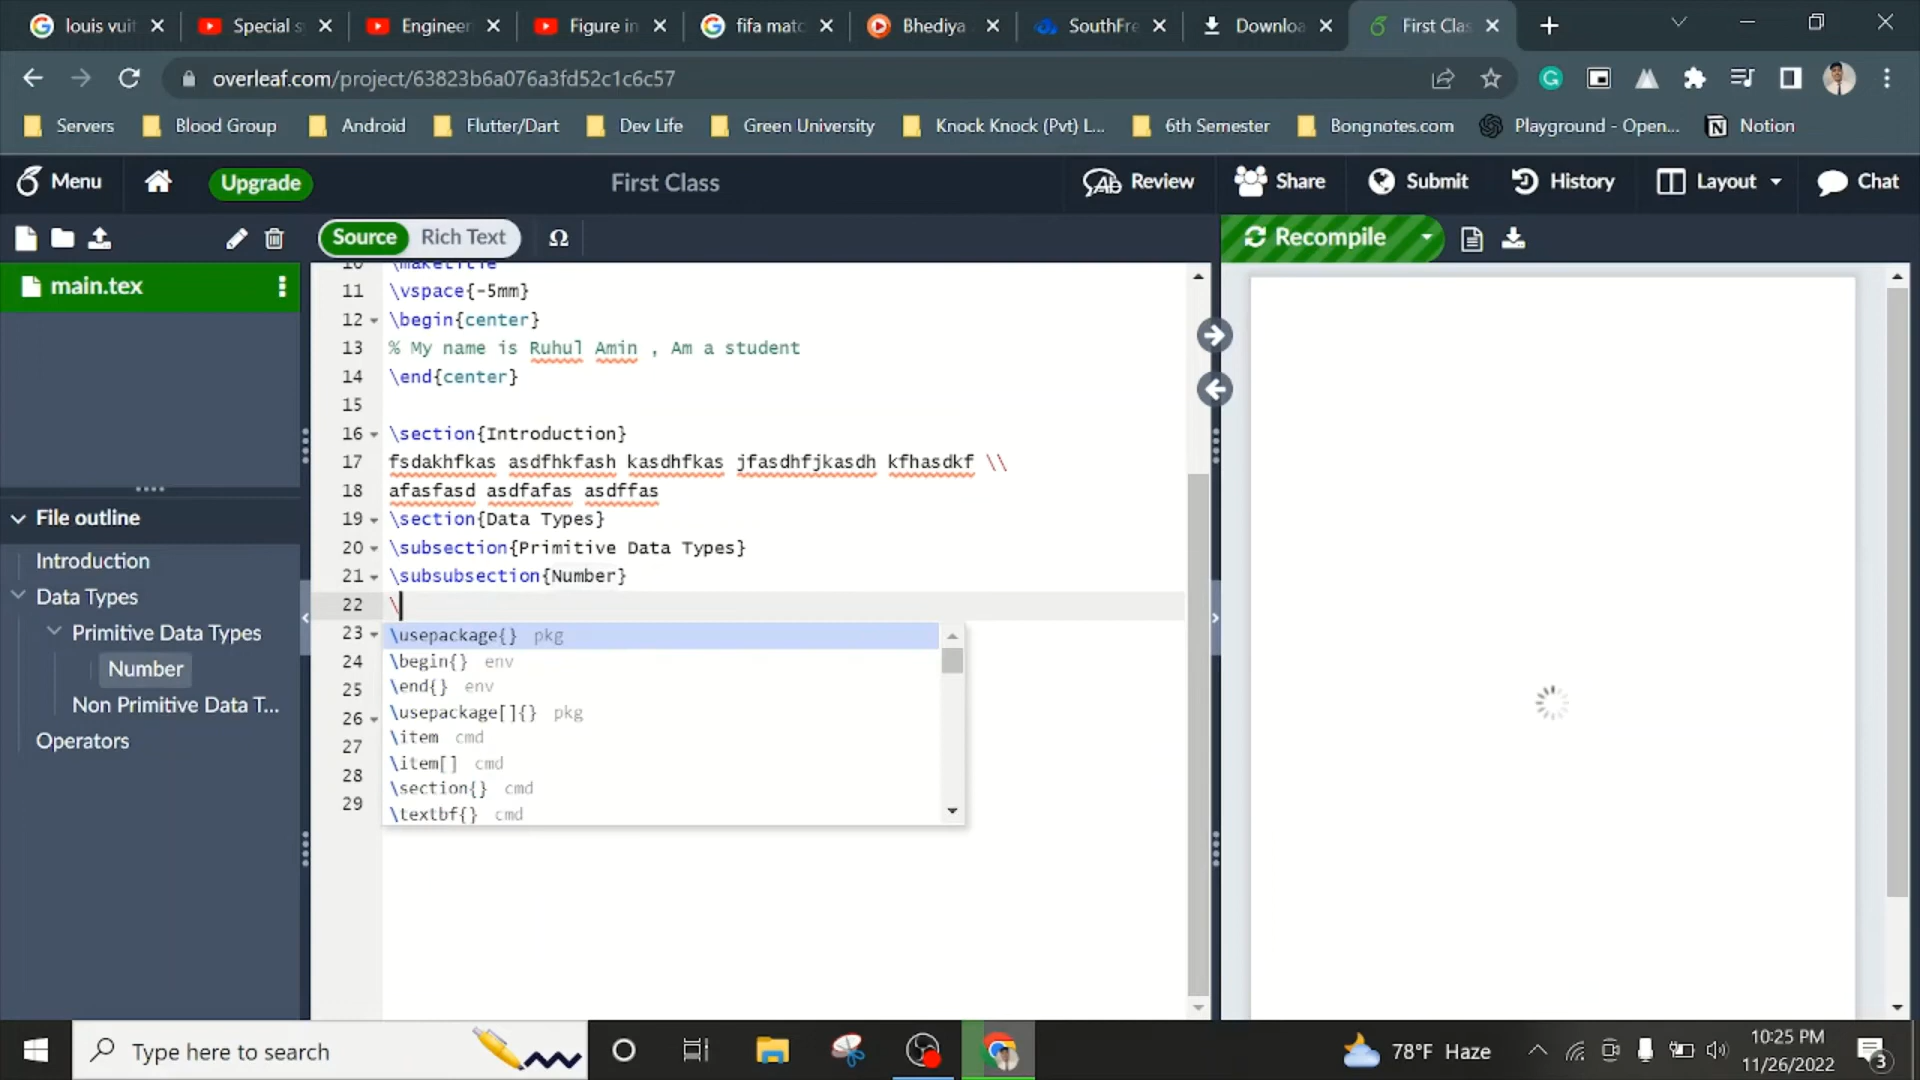 louis vuit
Special s
Engineer
Figure in
fifa matc
Bhediya
SouthFre
Downloa
First Clas
overleaf.com/project/63823b6a076a3fd52c1c6c57
Servers
Blood Group
Android
Flutter/Dart
Dev Life
Green University
Knock Knock (Pvt) L...
6th Semester
Bongnotes.com
Playground - Open...
Notion
Menu
Upgrade
First Class
Review
Share
Submit
History
Layout
Chat
Source
Rich Text
Ω
Recompile
main.tex
File outline
Introduction
Data Types
Primitive Data Types
Number
Non Primitive Data T...
Operators
10 \maketitle
11 \vspace{-5mm}
12 \begin{center}
13 % My name is Ruhul Amin , Am a student
14 \end{center}
15
16 \section{Introduction}
17 fsdakhfkas asdfhkfash kasdhfkas jfasdhfjkasdh kfhasdkf \\
18 afasfasd asdfafas asdffas
19 \section{Data Types}
20 \subsection{Primitive Data Types}
21 \subsubsection{Number}
22 \
23
24
25
26
27
28
29
\usepackage{} pkg
\begin{} env
\end{} env
\usepackage[]{} pkg
\item cmd
\item[] cmd
\section{} cmd
\textbf{} cmd
Type here to search
78°F Haze
10:25 PM
11/26/2022
3